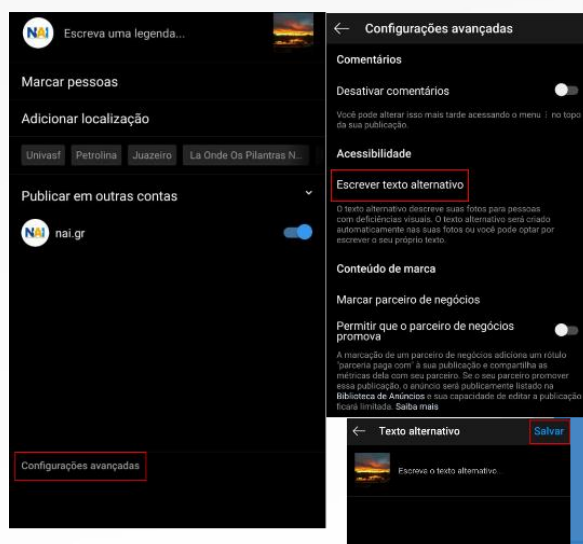 NAI
Escreva uma legenda...
Marcar pessoas
Adicionar localização
Univasf Petrolina Juazeiro La Onde Os Pilantras N...
Publicar em outras contas
NAI
nai.gr
Configurações avançadas
Configurações avançadas
Comentários
Desativar comentários
Você pode alterar isso mais tarde acessando o menu no topo
da sua publicação.
Acessibilidade
Escrever texto alternativo
O texto alternativo descreve suas fotos para pessoas
com deficiências visuais. O texto alternativo será criado
automaticamente nas suas fotos ou você pode optar por
escrever o seu próprio texto.
Conteúdo de marca
Marcar parceiro de negócios
Permitir que o parceiro de negócios
promova
A marcação de um parceiro de negócios adiciona um rótulo
"parceria paga com" à sua publicação e compartilha as
métricas dela com seu parceiro. Se o seu parceiro promover
essa publicação, o anúncio será publicamente listado na
Biblioteca de Anúncios e sua capacidade de editar a publicação
ficará limitada. Saiba mais
Texto alternativo
Salvar
Escreva o texto alternativo...